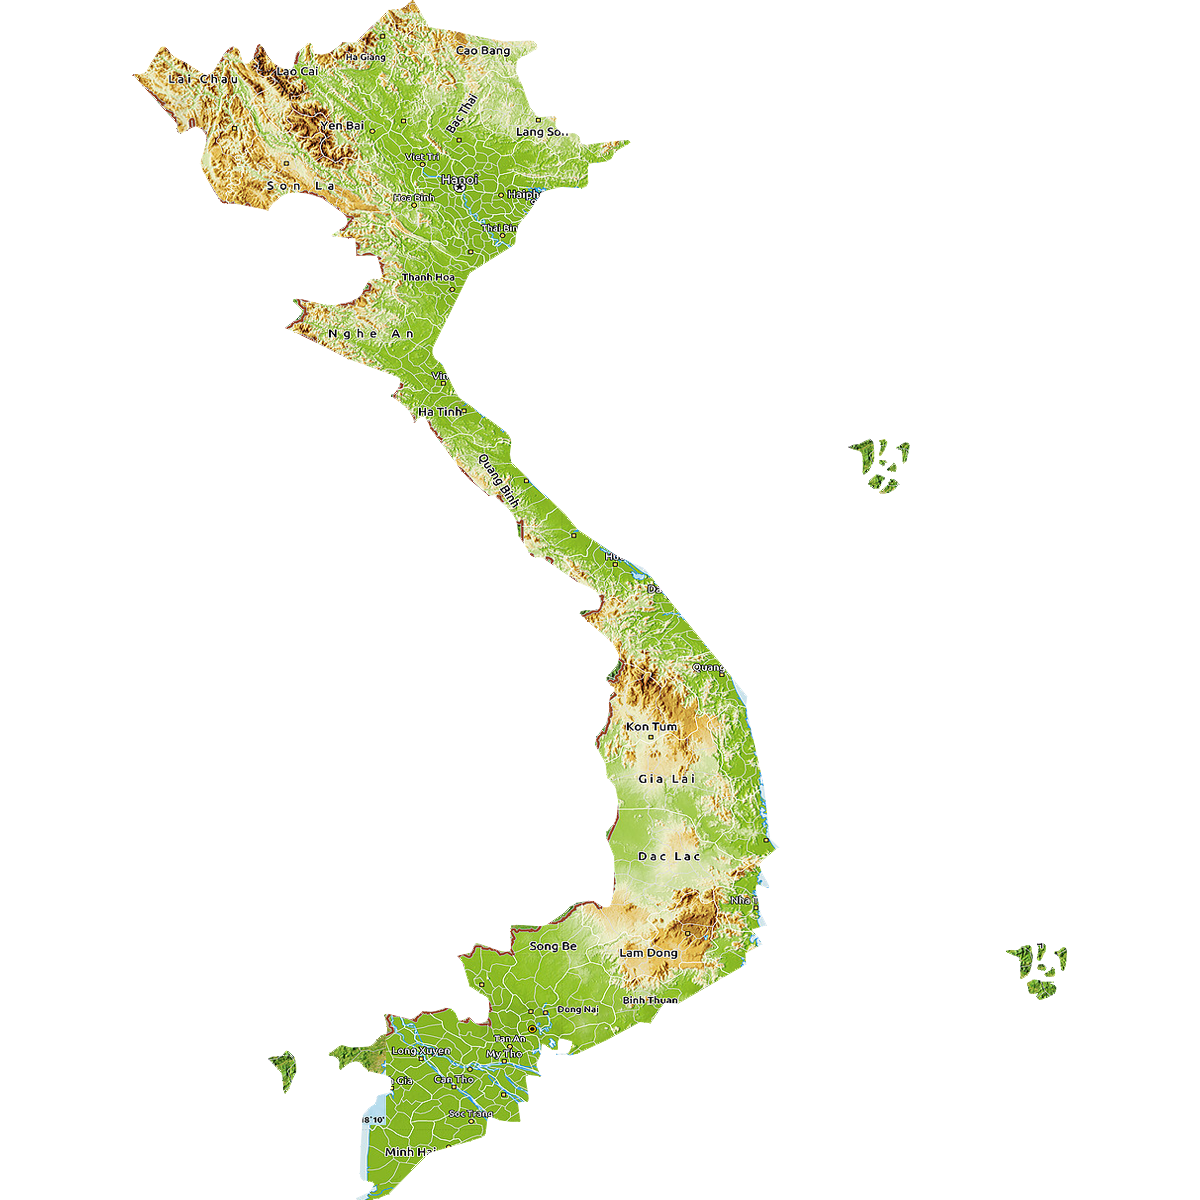 Cao Bang
Ha Giang
Lao Cai
Lai Chau
Bac Thai
Yen Bai
Lang Son
Viet Tri
Hanoi
Son La
Haiph
Hoa Binh
Thai Bin
Thanh Hoa
Nghe An
Vin
Ha Tinh
Quang Binh
Hue
Da
Quang
Kon Tum
Gia Lai
Dac Lac
Nha T
Song Be
Lam Dong
Binh Thuan
Dong Nai
Tan An
Long Xuyen
My Tho
Gia
Can Tho
Soc Trang
8°10'
Minh Hai